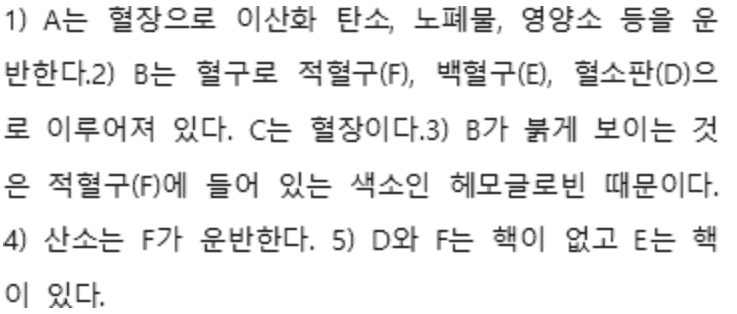 1) A는 혈장으로 이산화 탄소, 노폐물, 영양소 등을 운
반한다.2) B는 혈구로 적혈구(F), 백혈구(E), 혈소판(D)으
로 이루어져 있다. C는 혈장이다.3) B가 붉게 보이는 것
은 적혈구(F)에 들어 있는 색소인 헤모글로빈 때문이다.
4) 산소는 F가 운반한다. 5) D와 F는 핵이 없고 E는 핵
이 있다.